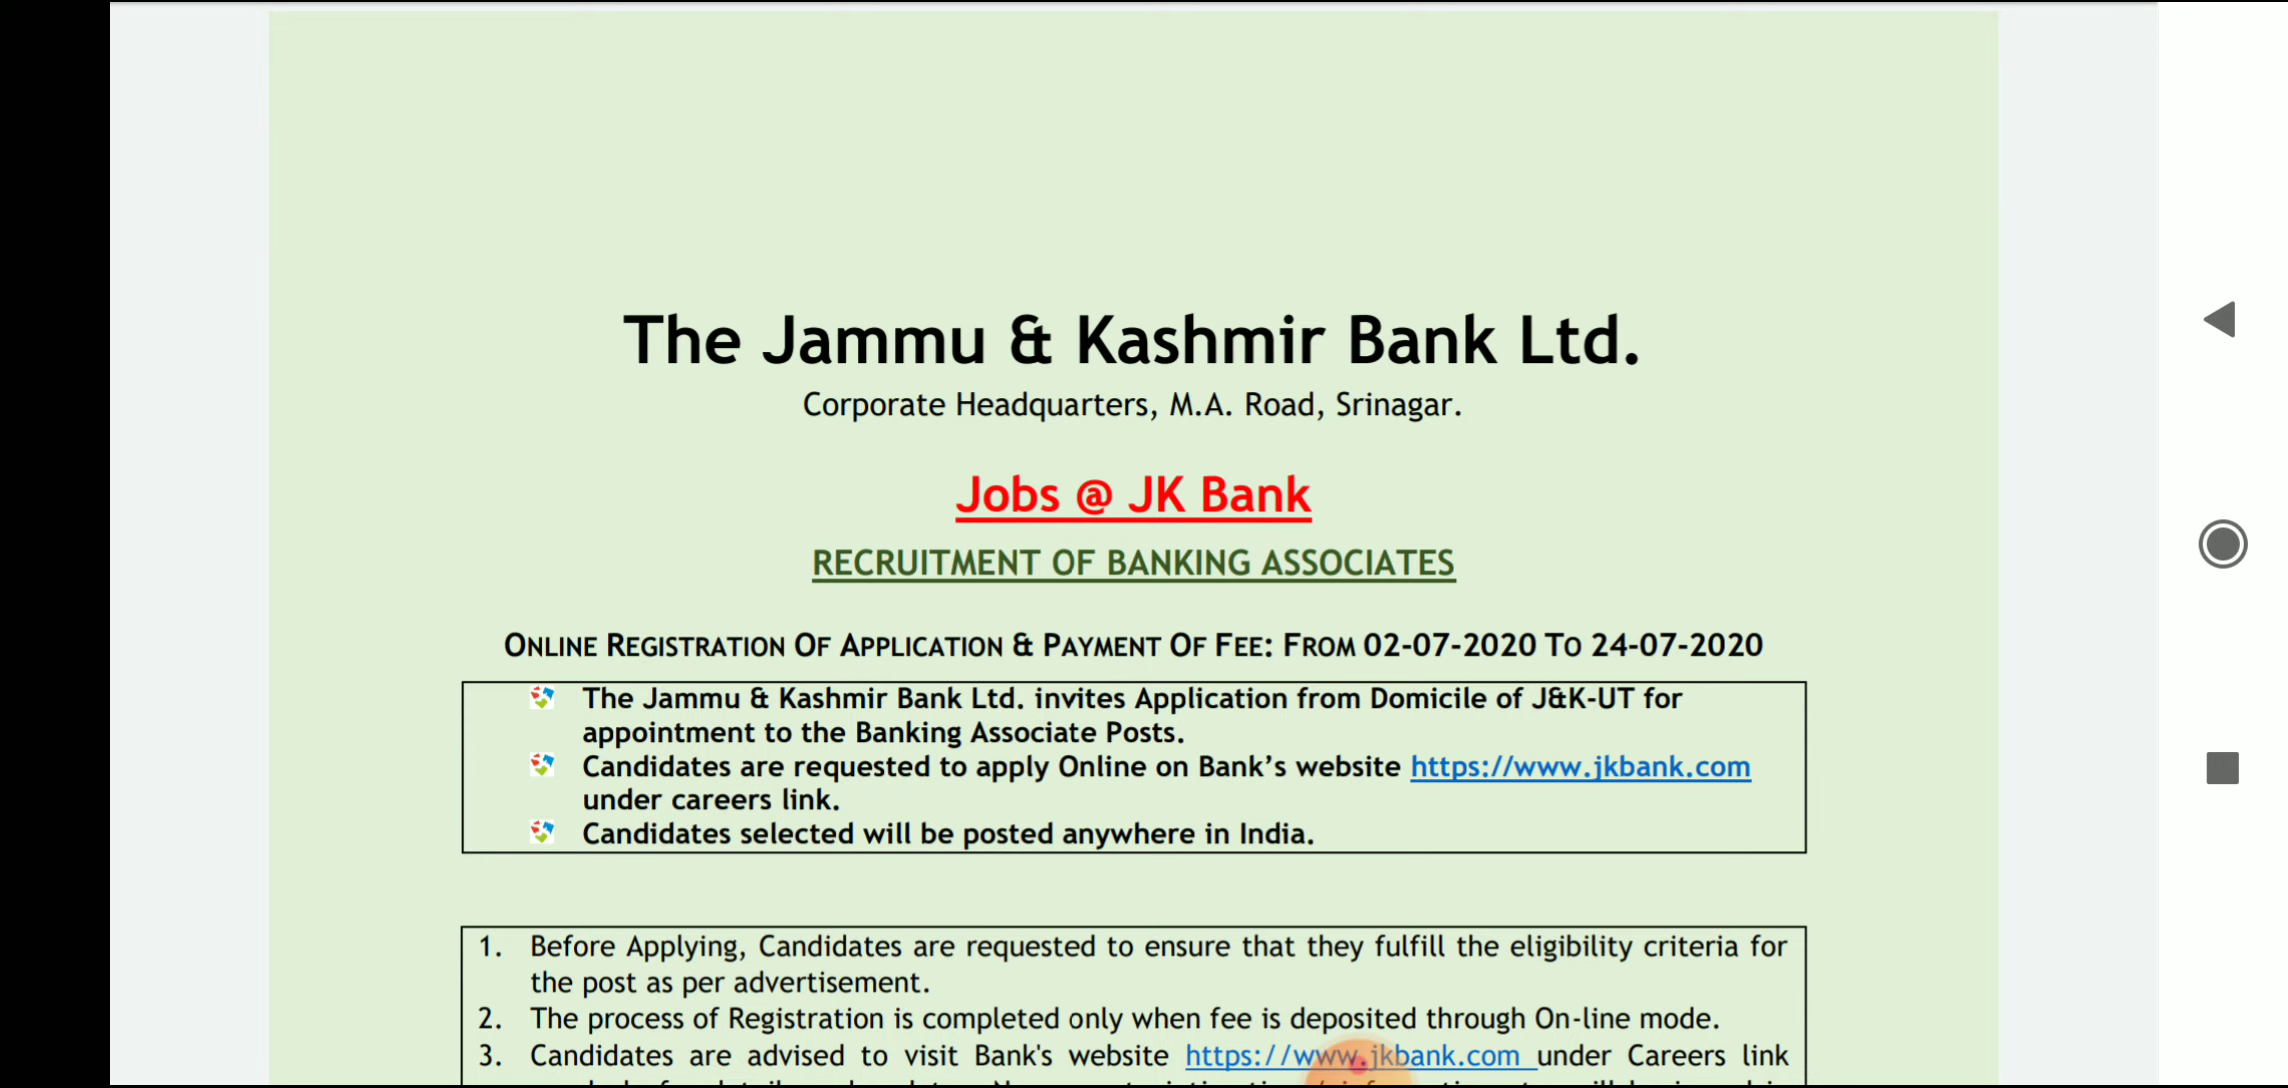 The Jammu & Kashmir Bank Ltd.
Corporate Headquarters, M.A. Road, Srinagar.
Jobs @ JK Bank
RECRUITMENT OF BANKING ASSOCIATES
ONLINE REGISTRATION OF APPLICATION & PAYMENT OF FEE: FROM 02-07-2020 TO 24-07-2020
The Jammu & Kashmir Bank Ltd. invites Application from Domicile of J&K-UT for
appointment to the Banking Associate Posts.
Candidates are requested to apply Online on Bank’s website https://www.jkbank.com
under careers link.
Candidates selected will be posted anywhere in India.
1. Before Applying, Candidates are requested to ensure that they fulfill the eligibility criteria for
the post as per advertisement.
2. The process of Registration is completed only when fee is deposited through On-line mode.
3. Candidates are advised to visit Bank's website https://www.jkbank.com under Careers link